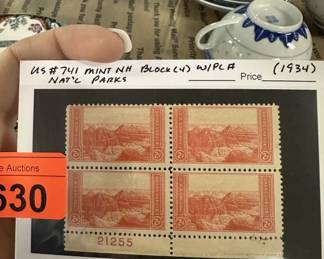 US #741 MINT NH BLOCK (4) W/PL# (1934)
NAT'L PARKS Price
e Auctions
630
21255